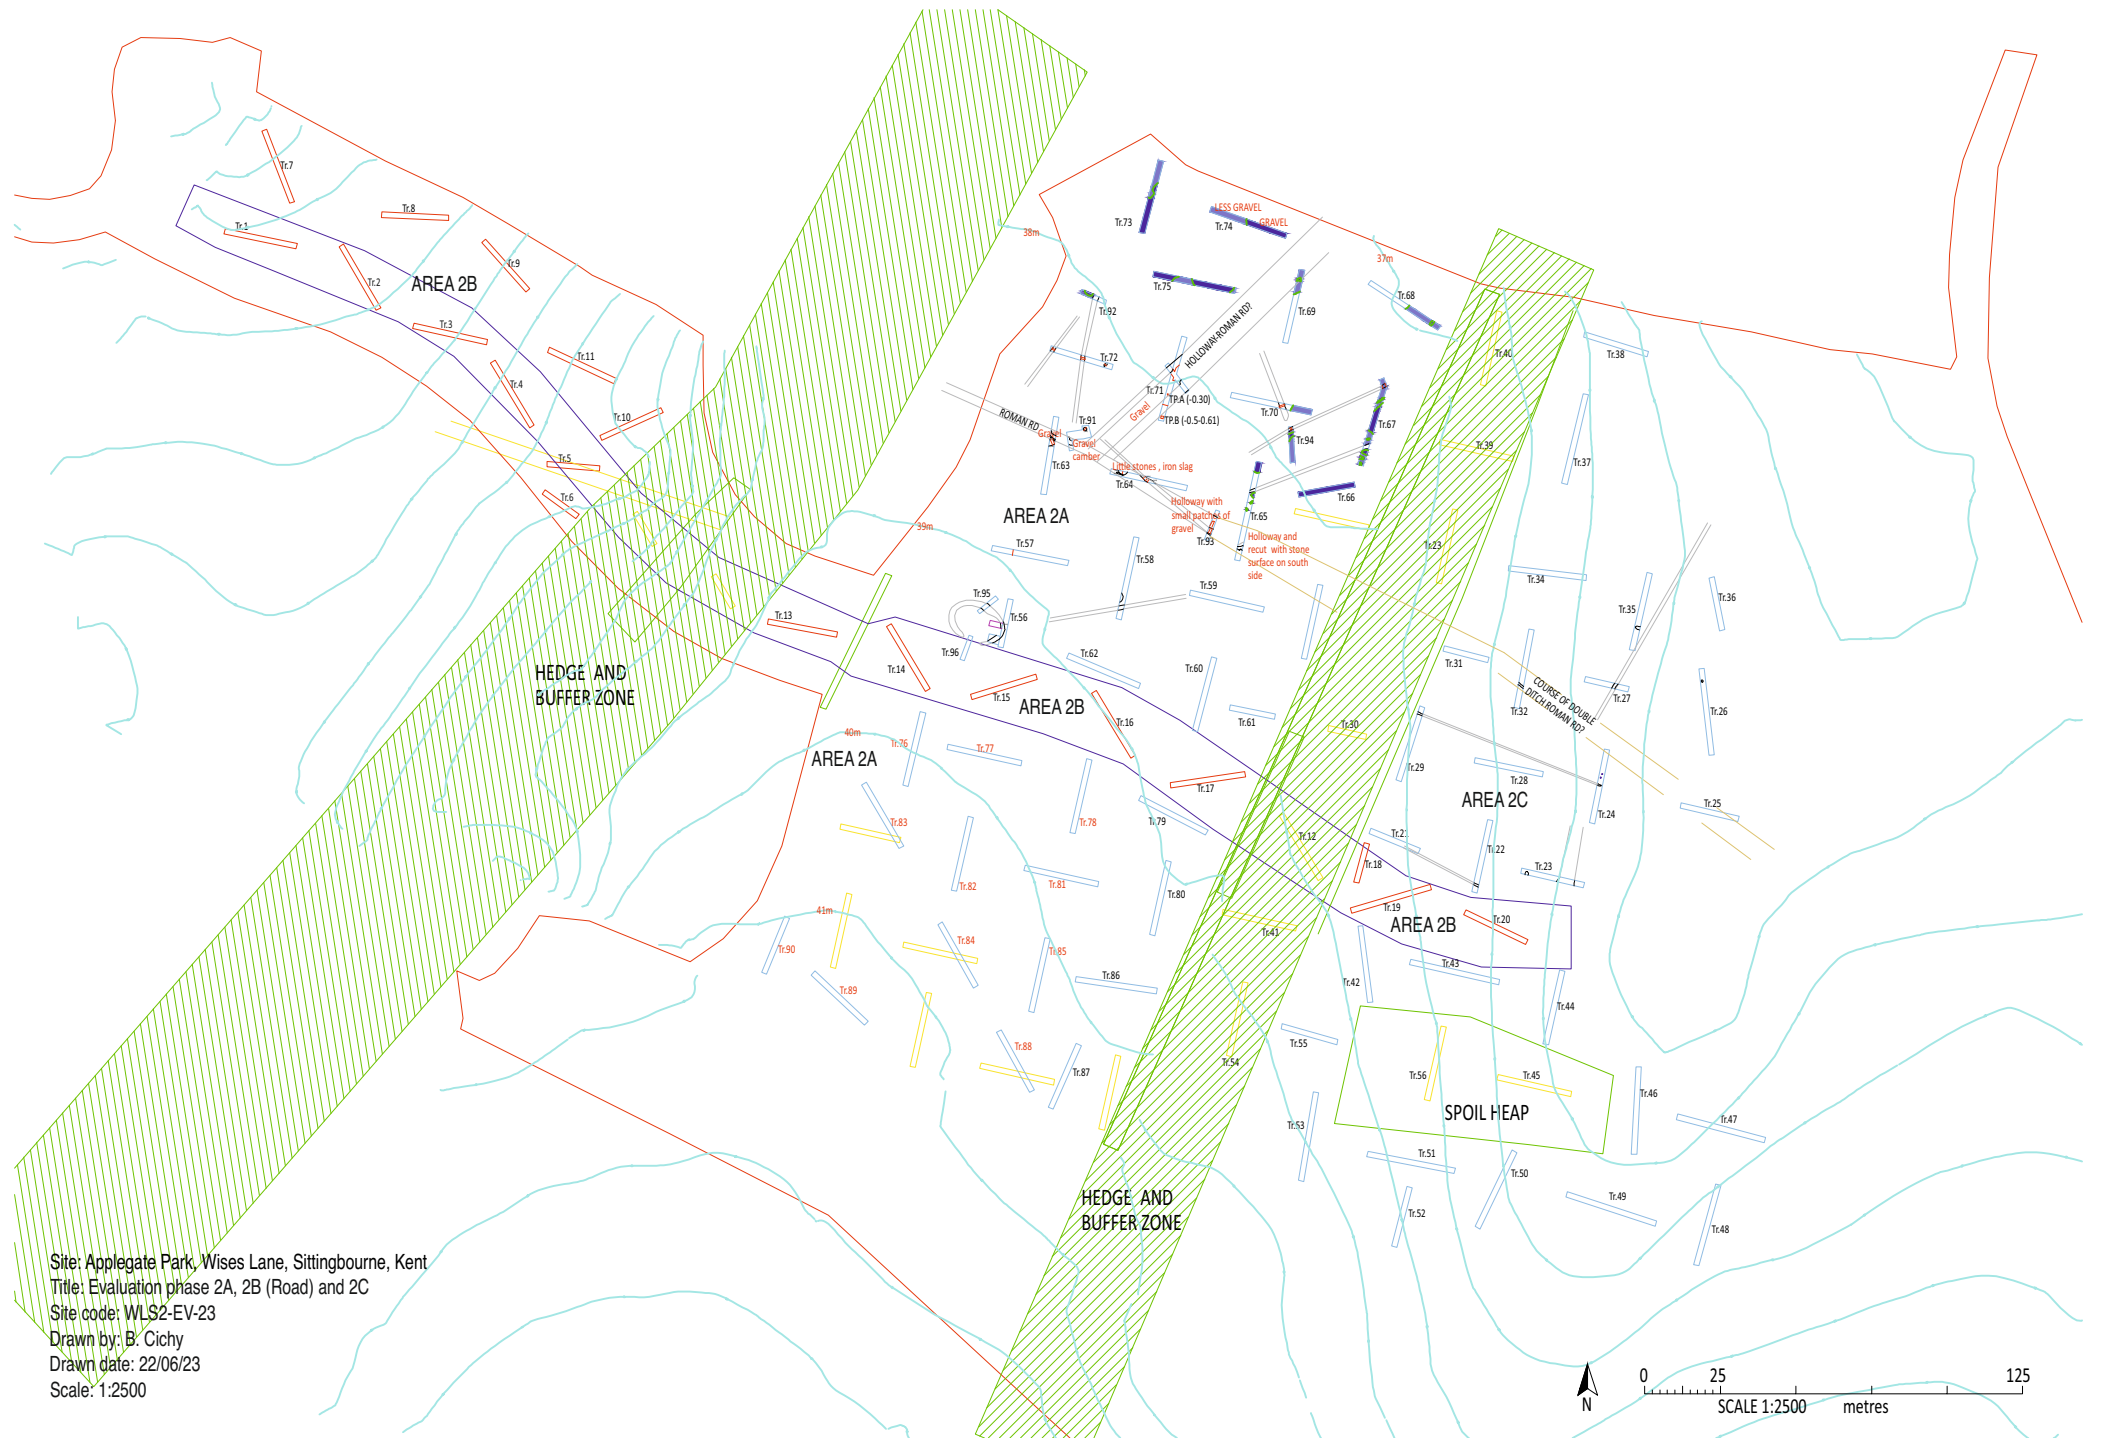 Tr.7
Tr.8
Tr.1
Tr.9
Tr.2
AREA 2B
Tr.3
Tr.11
Tr.4
Tr.10
Tr.5
Tr.6
38m
Tr.73
LESS GRAVEL
GRAVEL
Tr.74
37m
Tr.75
Tr.68
Tr.92
Tr.69
HOLLOWAY-ROMAN RD?
Tr.72
Tr.40
Tr.38
Tr.71
TP.A (-0.30)
Gravel
TP.B (-0.5-0.61)
Tr.70
Tr.67
ROMAN RD
Tr.91
Gravel
Gravel
camber
Tr.94
Tr.39
Tr.37
Tr.63
Little stones , iron slag
Tr.64
Tr.66
Holloway with
small patches of
gravel
Tr.65
AREA 2A
39m
Tr.93
Holloway and
recut with stone
surface on south
side
Tr.23
Tr.57
Tr.58
Tr.59
Tr.34
Tr.95
Tr.56
Tr.35
Tr.36
Tr.13
Tr.96
Tr.14
Tr.62
Tr.60
Tr.31
HEDGE AND
BUFFER ZONE
Tr.15
AREA 2B
Tr.16
Tr.61
Tr.30
COURSE OF DOUBLE
DITCH ROMAN RD?
Tr.32
Tr.27
Tr.26
40m
Tr.76
Tr.77
AREA 2A
Tr.29
Tr.28
Tr.17
AREA 2C
Tr.24
Tr.25
Tr.83
Tr.78
Tr.79
Tr.12
Tr.21
Tr.22
Tr.18
Tr.23
Tr.82
Tr.81
Tr.80
Tr.19
Tr.20
41m
AREA 2B
Tr.41
Tr.90
Tr.84
Tr.85
Tr.86
Tr.43
Tr.42
Tr.89
Tr.44
Tr.55
Tr.88
Tr.87
Tr.54
Tr.56
Tr.45
Tr.46
SPOIL HEAP
Tr.53
Tr.47
Tr.51
Tr.50
Tr.52
Tr.49
Tr.48
HEDGE AND
BUFFER ZONE
Site: Applegate Park, Wises Lane, Sittingbourne, Kent
Title: Evaluation phase 2A, 2B (Road) and 2C
Site code: WLS2-EV-23
Drawn by: B. Cichy
Drawn date: 22/06/23
Scale: 1:2500
N
0 25 125
SCALE 1:2500 metres